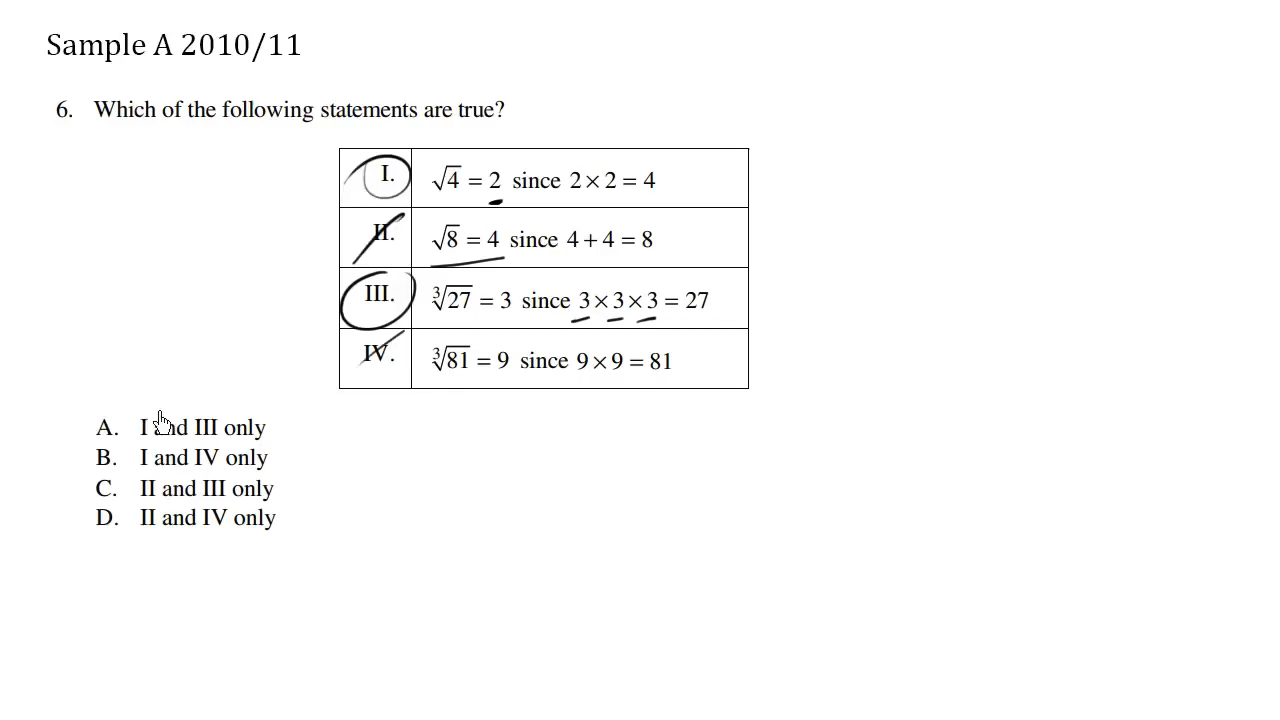 Sample A 2010/11
6. Which of the following statements are true?
I. √4 = 2 since 2 × 2 = 4
II. √8 = 4 since 4 + 4 = 8
III. ∛27 = 3 since 3 × 3 × 3 = 27
IV. ∛81 = 9 since 9 × 9 = 81
A. I and III only
B. I and IV only
C. II and III only
D. II and IV only